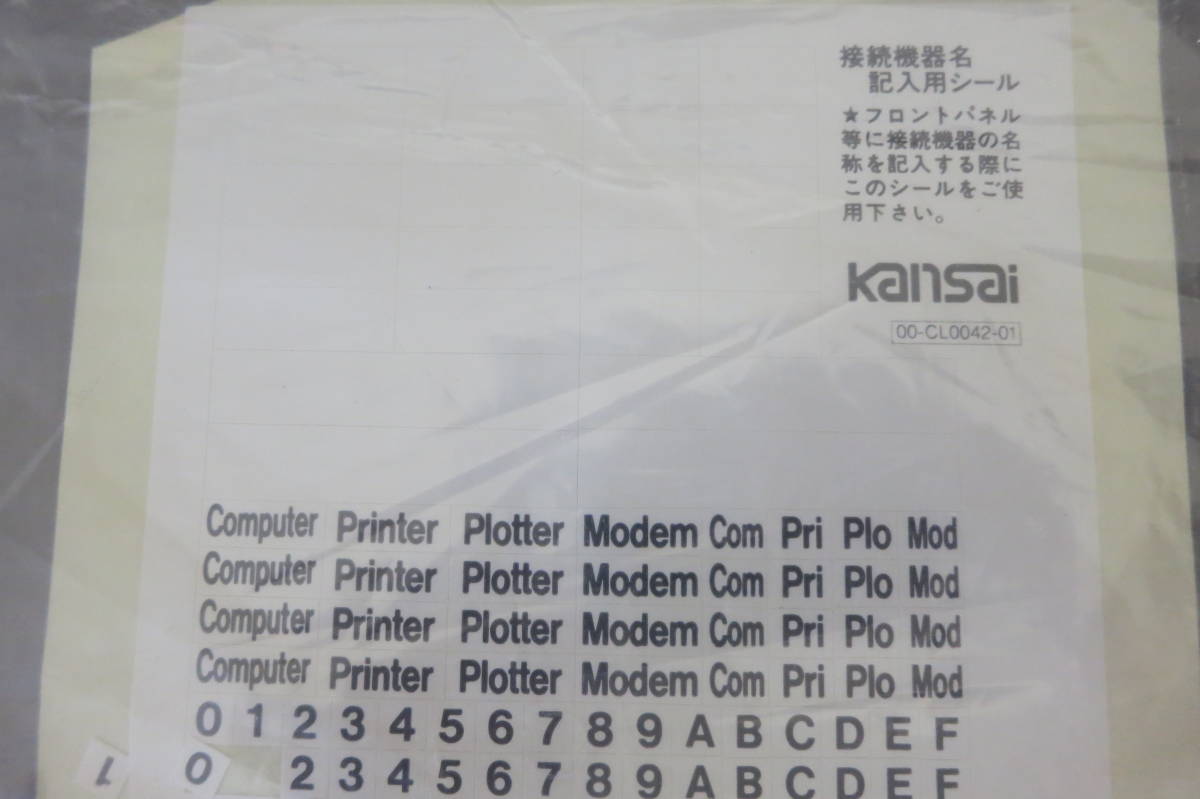 接続機器名
記入用シール
★フロントパネル
等に接続機器の名
称を記入する際に
このシールをご使
用下さい。
kansai
00-CL0042-01
Computer Printer Plotter Modem Com Pri Plo Mod
Computer Printer Plotter Modem Com Pri Plo Mod
Computer Printer Plotter Modem Com Pri Plo Mod
Computer Printer Plotter Modem Com Pri Plo Mod
0 1 2 3 4 5 6 7 8 9 A B C D E F
1 0 2 3 4 5 6 7 8 9 A B C D E F